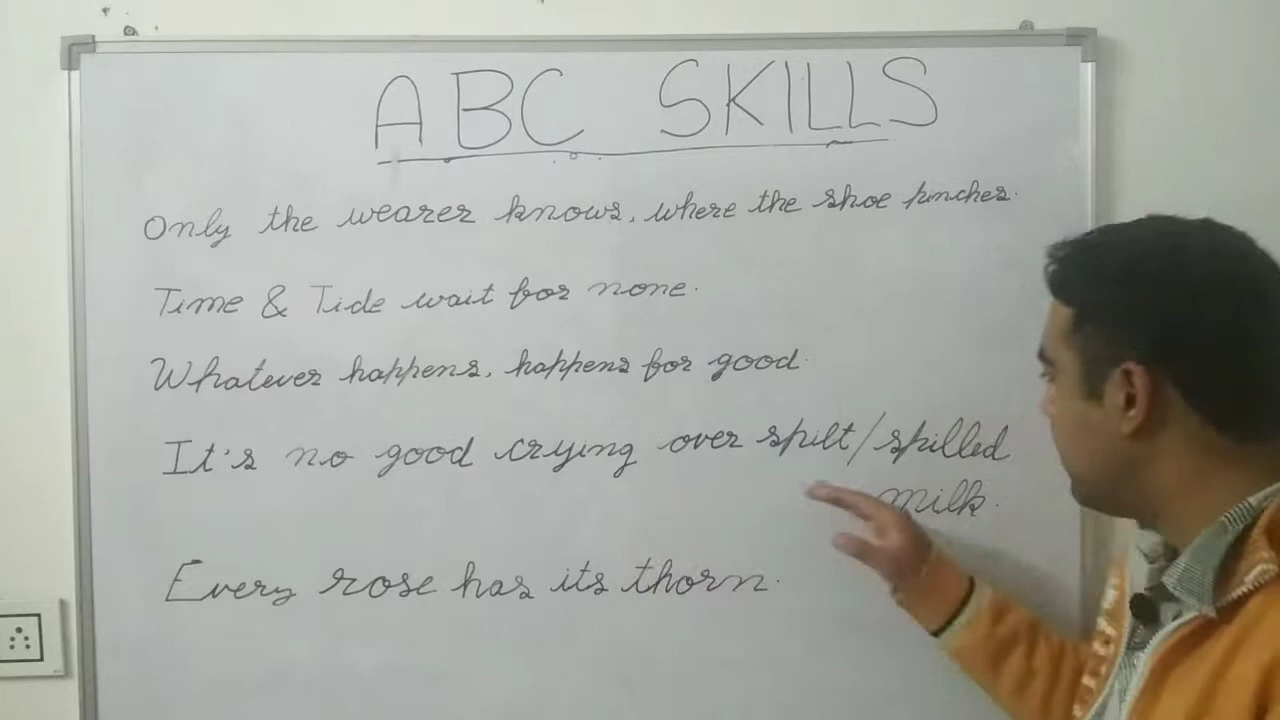 ABC SKILLS
Only the wearer knows, where the shoe pinches.
Time & Tide wait for none.
Whatever happens, happens for good.
It's no good crying over spilt/spilled
milk.
Every rose has its thorn.